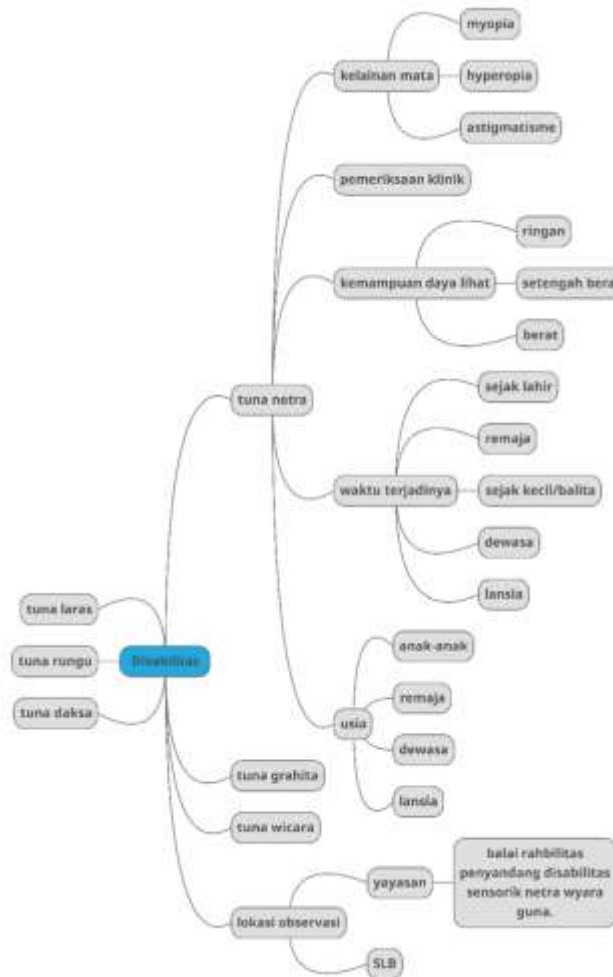 myopia
kelainan mata
hyperopia
astigmatisme
pemeriksaan klinik
ringan
kemampuan daya lihat
setengah bera
berat
tuna netra
sejak lahir
remaja
waktu terjadinya
sejak kecil/balita
dewasa
lansia
tuna laras
tuna rungu
Disabilitas
tuna daksa
anak-anak
remaja
usia
dewasa
lansia
tuna grahita
tuna wicara
balai rahbilitas
penyandang disabilitas
sensorik netra wyara
guna.
yayasan
lokasi observasi
SLB